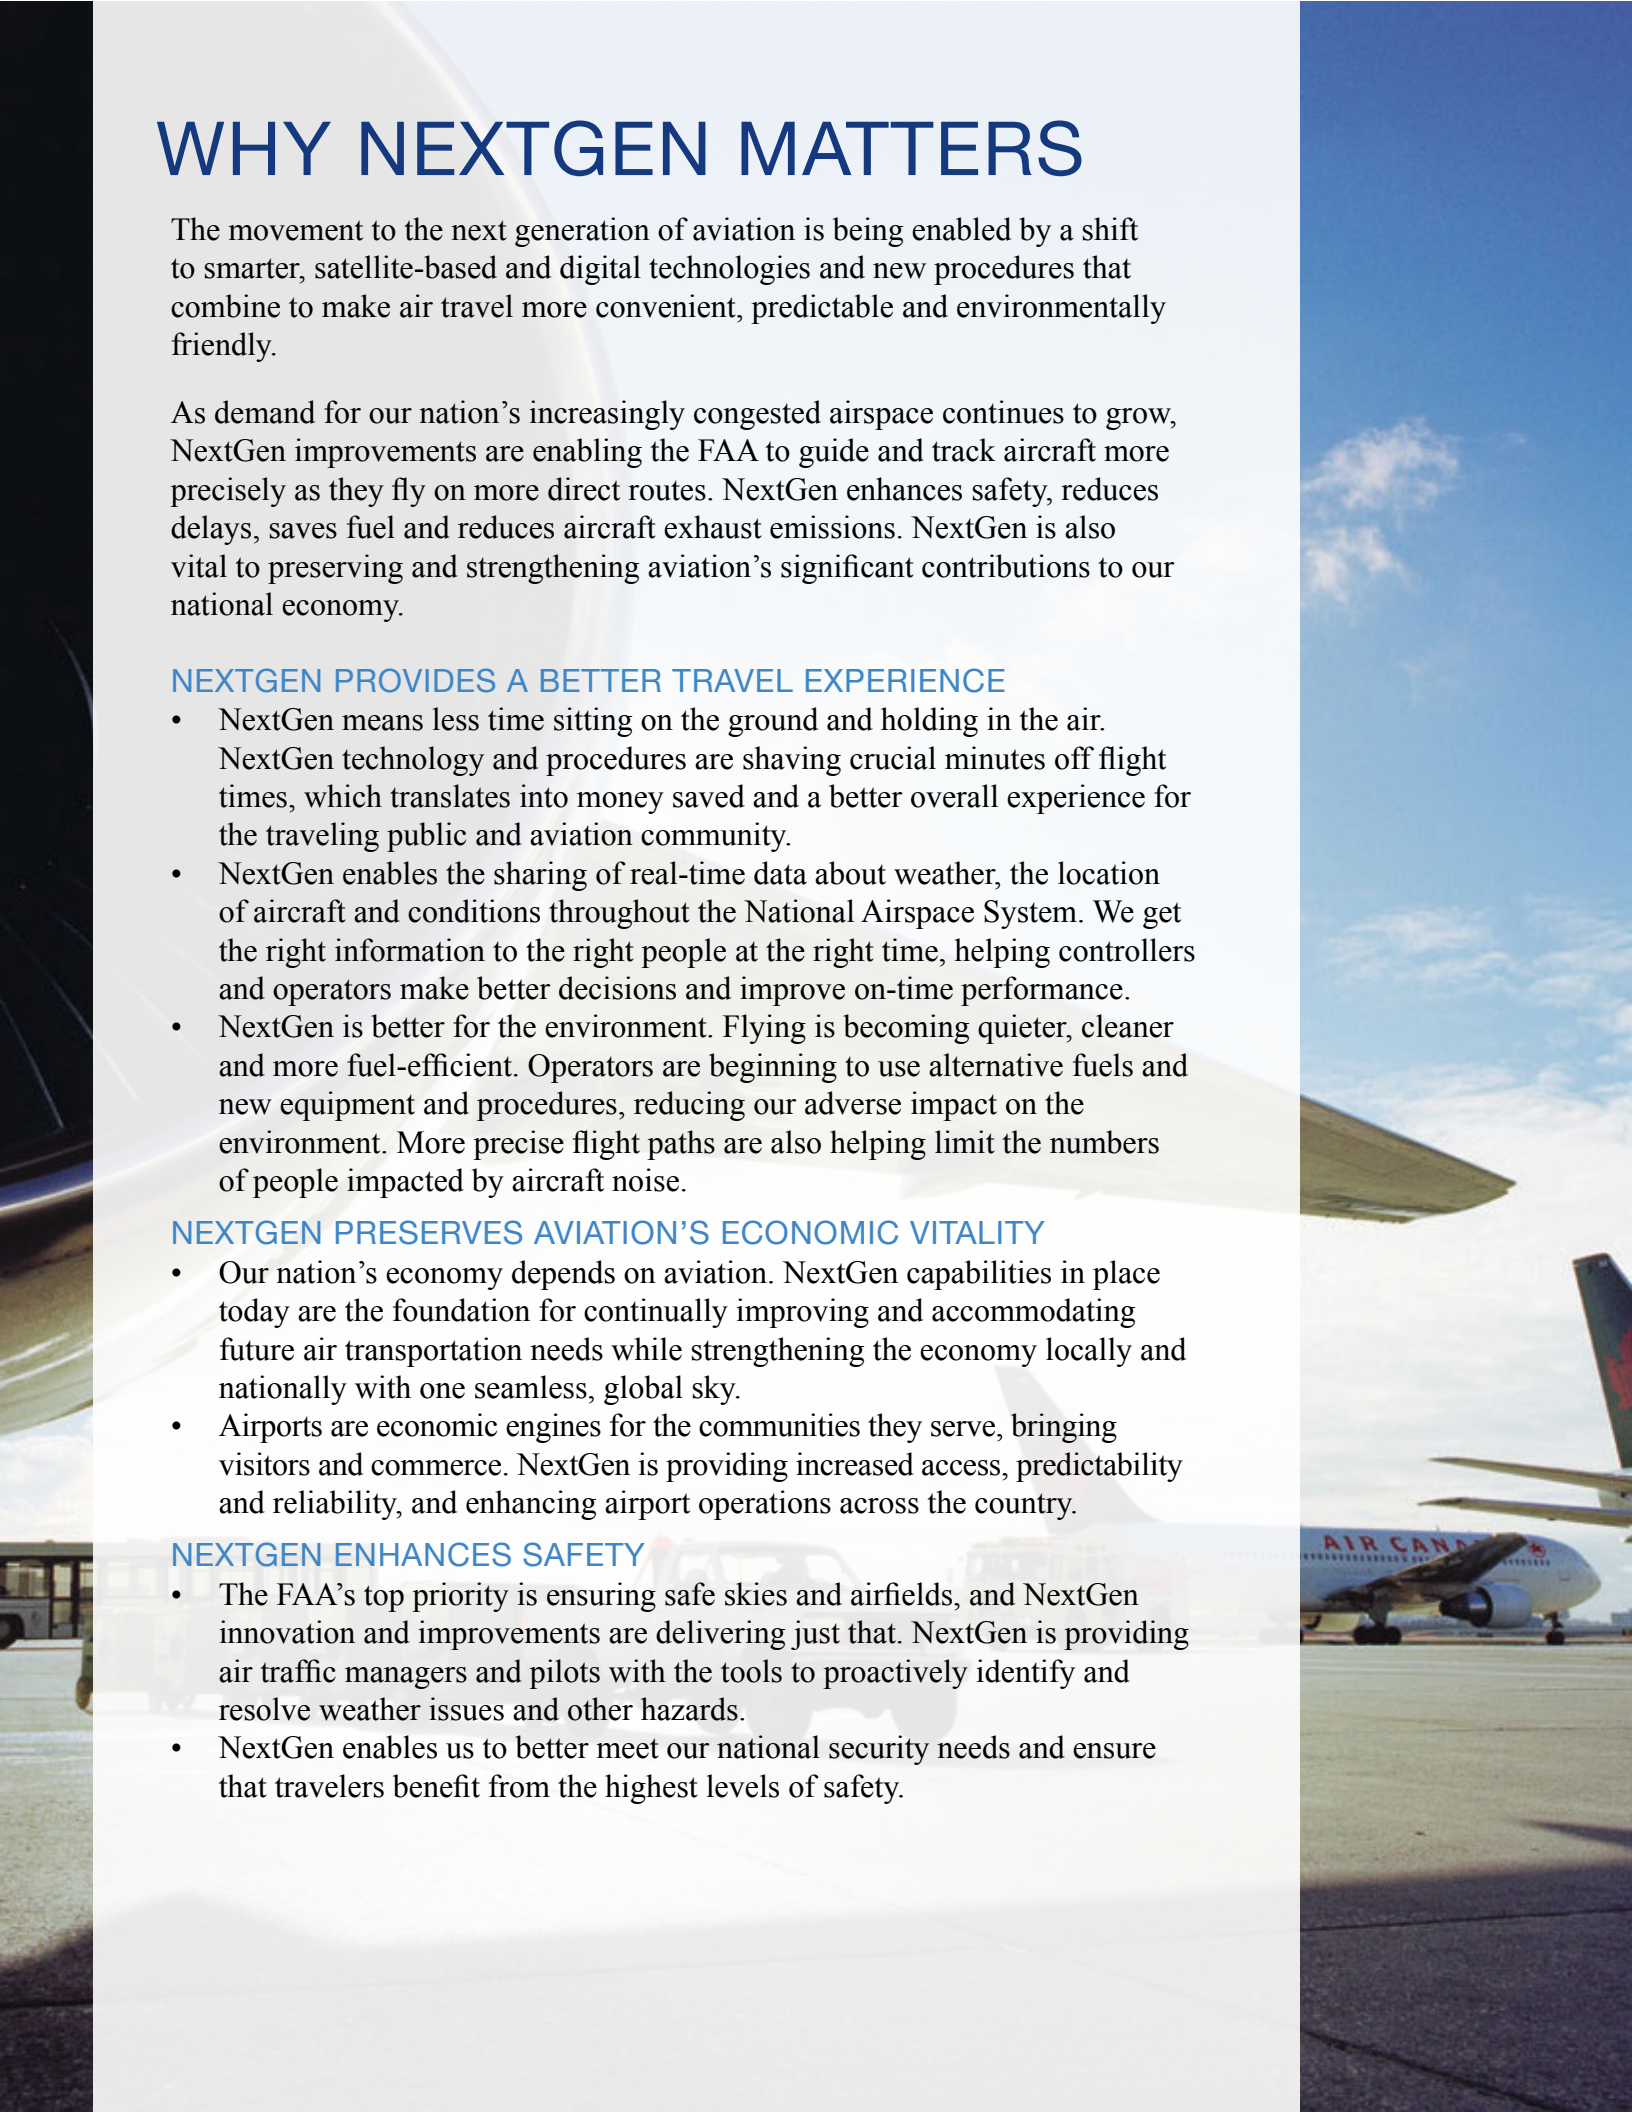 WHY NEXTGEN MATTERS
The movement to the next generation of aviation is being enabled by a shift
to smarter, satellite-based and digital technologies and new procedures that
combine to make air travel more convenient, predictable and environmentally
friendly.
As demand for our nation’s increasingly congested airspace continues to grow,
NextGen improvements are enabling the FAA to guide and track aircraft more
precisely as they fly on more direct routes. NextGen enhances safety, reduces
delays, saves fuel and reduces aircraft exhaust emissions. NextGen is also
vital to preserving and strengthening aviation’s significant contributions to our
national economy.
NEXTGEN PROVIDES A BETTER TRAVEL EXPERIENCE
• NextGen means less time sitting on the ground and holding in the air.
NextGen technology and procedures are shaving crucial minutes off flight
times, which translates into money saved and a better overall experience for
the traveling public and aviation community.
• NextGen enables the sharing of real-time data about weather, the location
of aircraft and conditions throughout the National Airspace System. We get
the right information to the right people at the right time, helping controllers
and operators make better decisions and improve on-time performance.
• NextGen is better for the environment. Flying is becoming quieter, cleaner
and more fuel-efficient. Operators are beginning to use alternative fuels and
new equipment and procedures, reducing our adverse impact on the
environment. More precise flight paths are also helping limit the numbers
of people impacted by aircraft noise.
NEXTGEN PRESERVES AVIATION’S ECONOMIC VITALITY
• Our nation’s economy depends on aviation. NextGen capabilities in place
today are the foundation for continually improving and accommodating
future air transportation needs while strengthening the economy locally and
nationally with one seamless, global sky.
• Airports are economic engines for the communities they serve, bringing
visitors and commerce. NextGen is providing increased access, predictability
and reliability, and enhancing airport operations across the country.
NEXTGEN ENHANCES SAFETY
• The FAA’s top priority is ensuring safe skies and airfields, and NextGen
innovation and improvements are delivering just that. NextGen is providing
air traffic managers and pilots with the tools to proactively identify and
resolve weather issues and other hazards.
• NextGen enables us to better meet our national security needs and ensure
that travelers benefit from the highest levels of safety.
AIR CANA